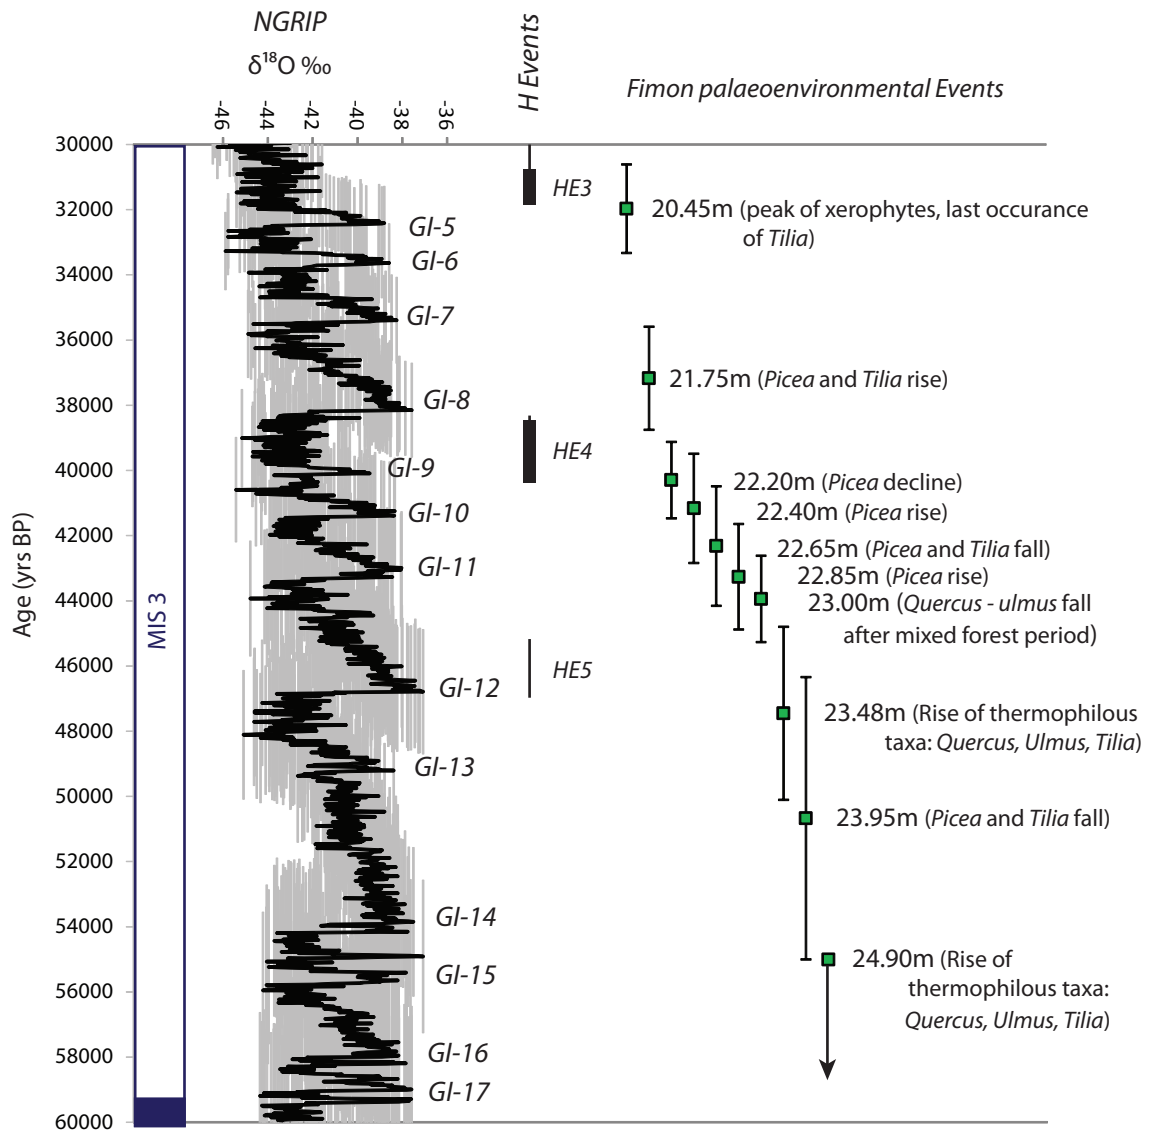 NGRIP
δ¹⁸O ‰
H Events
Fimon palaeoenvironmental Events
-46
-44
-42
-40
-38
-36
Age (yrs BP)
30000
32000
34000
36000
38000
40000
42000
44000
46000
48000
50000
52000
54000
56000
58000
60000
MIS 3
GI-5
GI-6
GI-7
GI-8
GI-9
GI-10
GI-11
GI-12
GI-13
GI-14
GI-15
GI-16
GI-17
HE3
HE4
HE5
20.45m (peak of xerophytes, last occurance
of Tilia)
21.75m (Picea and Tilia rise)
22.20m (Picea decline)
22.40m (Picea rise)
22.65m (Picea and Tilia fall)
22.85m (Picea rise)
23.00m (Quercus - ulmus fall
after mixed forest period)
23.48m (Rise of thermophilous
taxa: Quercus, Ulmus, Tilia)
23.95m (Picea and Tilia fall)
24.90m (Rise of
thermophilous taxa:
Quercus, Ulmus, Tilia)